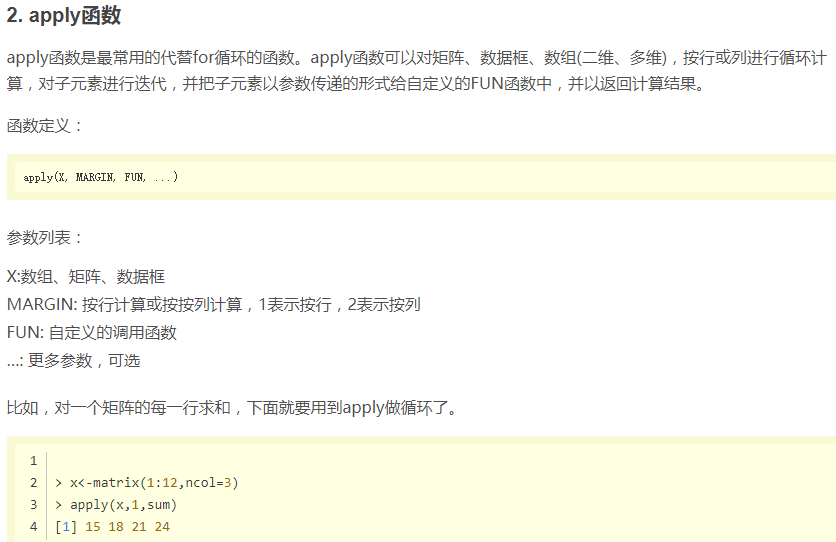 2. apply函数
apply函数是最常用的代替for循环的函数。apply函数可以对矩阵、数据框、数组(二维、多维)，按行或列进行循环计
算，对子元素进行迭代，并把子元素以参数传递的形式给自定义的FUN函数中，并以返回计算结果。
函数定义：
apply(X, MARGIN, FUN, ...)
参数列表：
X:数组、矩阵、数据框
MARGIN: 按行计算或按按列计算，1表示按行，2表示按列
FUN: 自定义的调用函数
…: 更多参数，可选
比如，对一个矩阵的每一行求和，下面就要用到apply做循环了。
1
2 > x<-matrix(1:12,ncol=3)
3 > apply(x,1,sum)
4 [1] 15 18 21 24